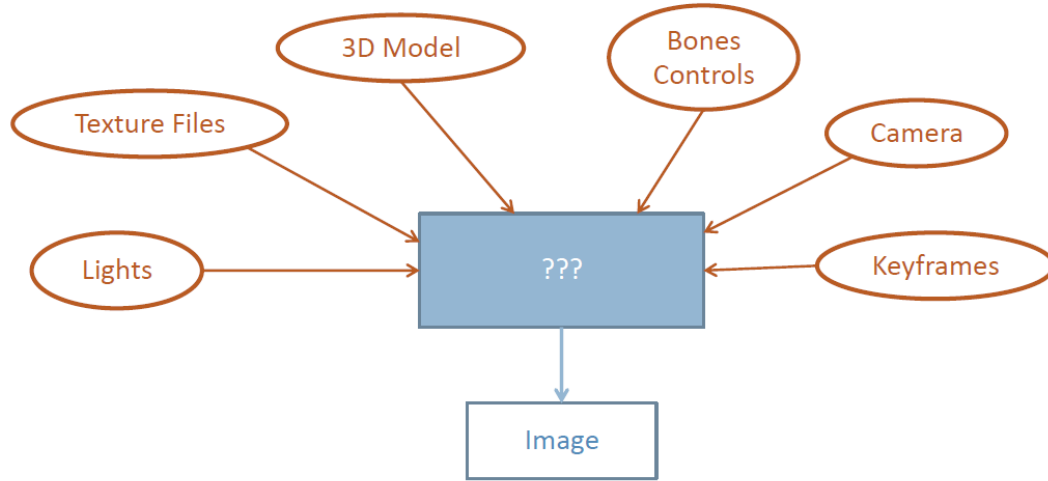 3D Model
Bones
Controls
Texture Files
Camera
Lights
???
Keyframes
Image